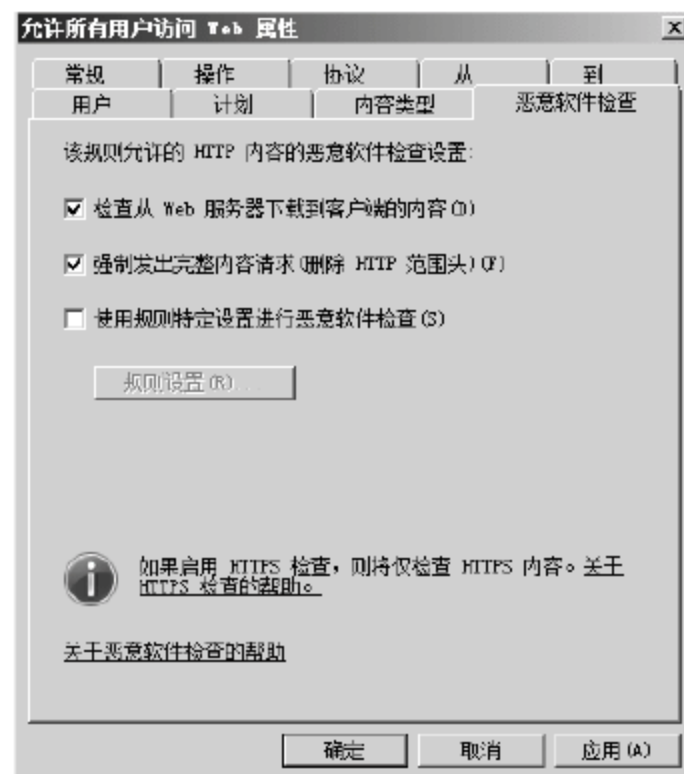 允许所有用户访问 Web 属性
常规 操作 协议 从 到
用户 计划 内容类型 恶意软件检查
该规则允许的 HTTP 内容的恶意软件检查设置:
检查从 Web 服务器下载到客户端的内容(D)
强制发出完整内容请求(删除 HTTP 范围头)(F)
使用规则特定设置进行恶意软件检查(S)
规则设置(R)...
如果启用 HTTPS 检查，则将仅检查 HTTPS 内容。关于
HTTPS 检查的帮助。
关于恶意软件检查的帮助
确定 取消 应用(A)